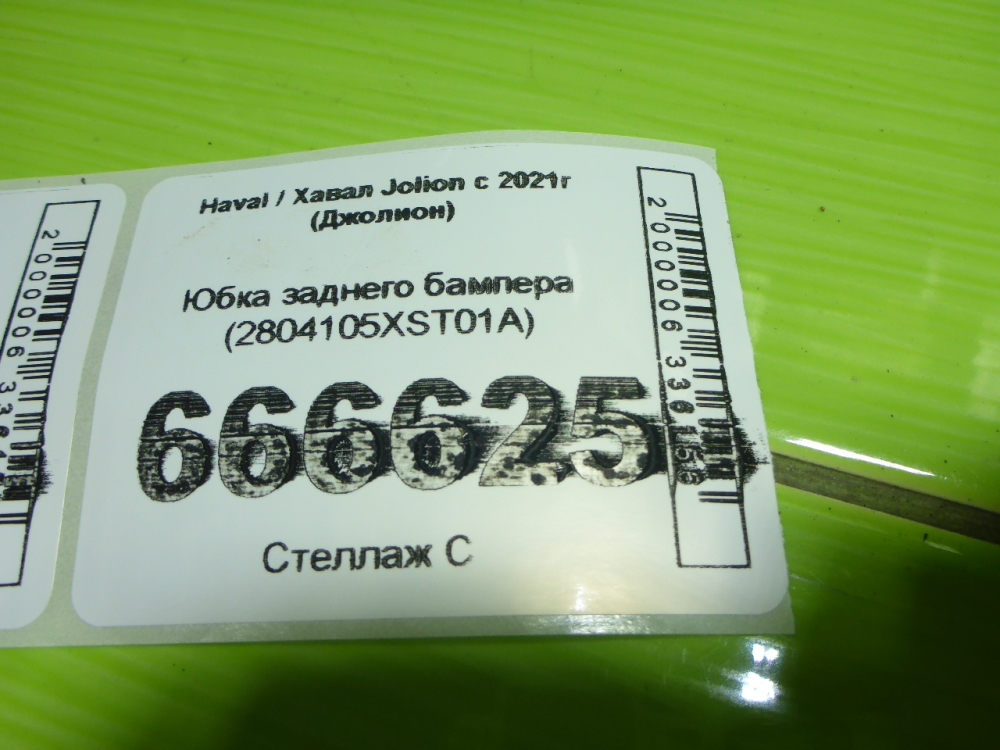 Haval / Хавал Jolion с 2021г
(Джолион)
Юбка заднего бампера
(2804105XST01A)
666625
Стеллаж С